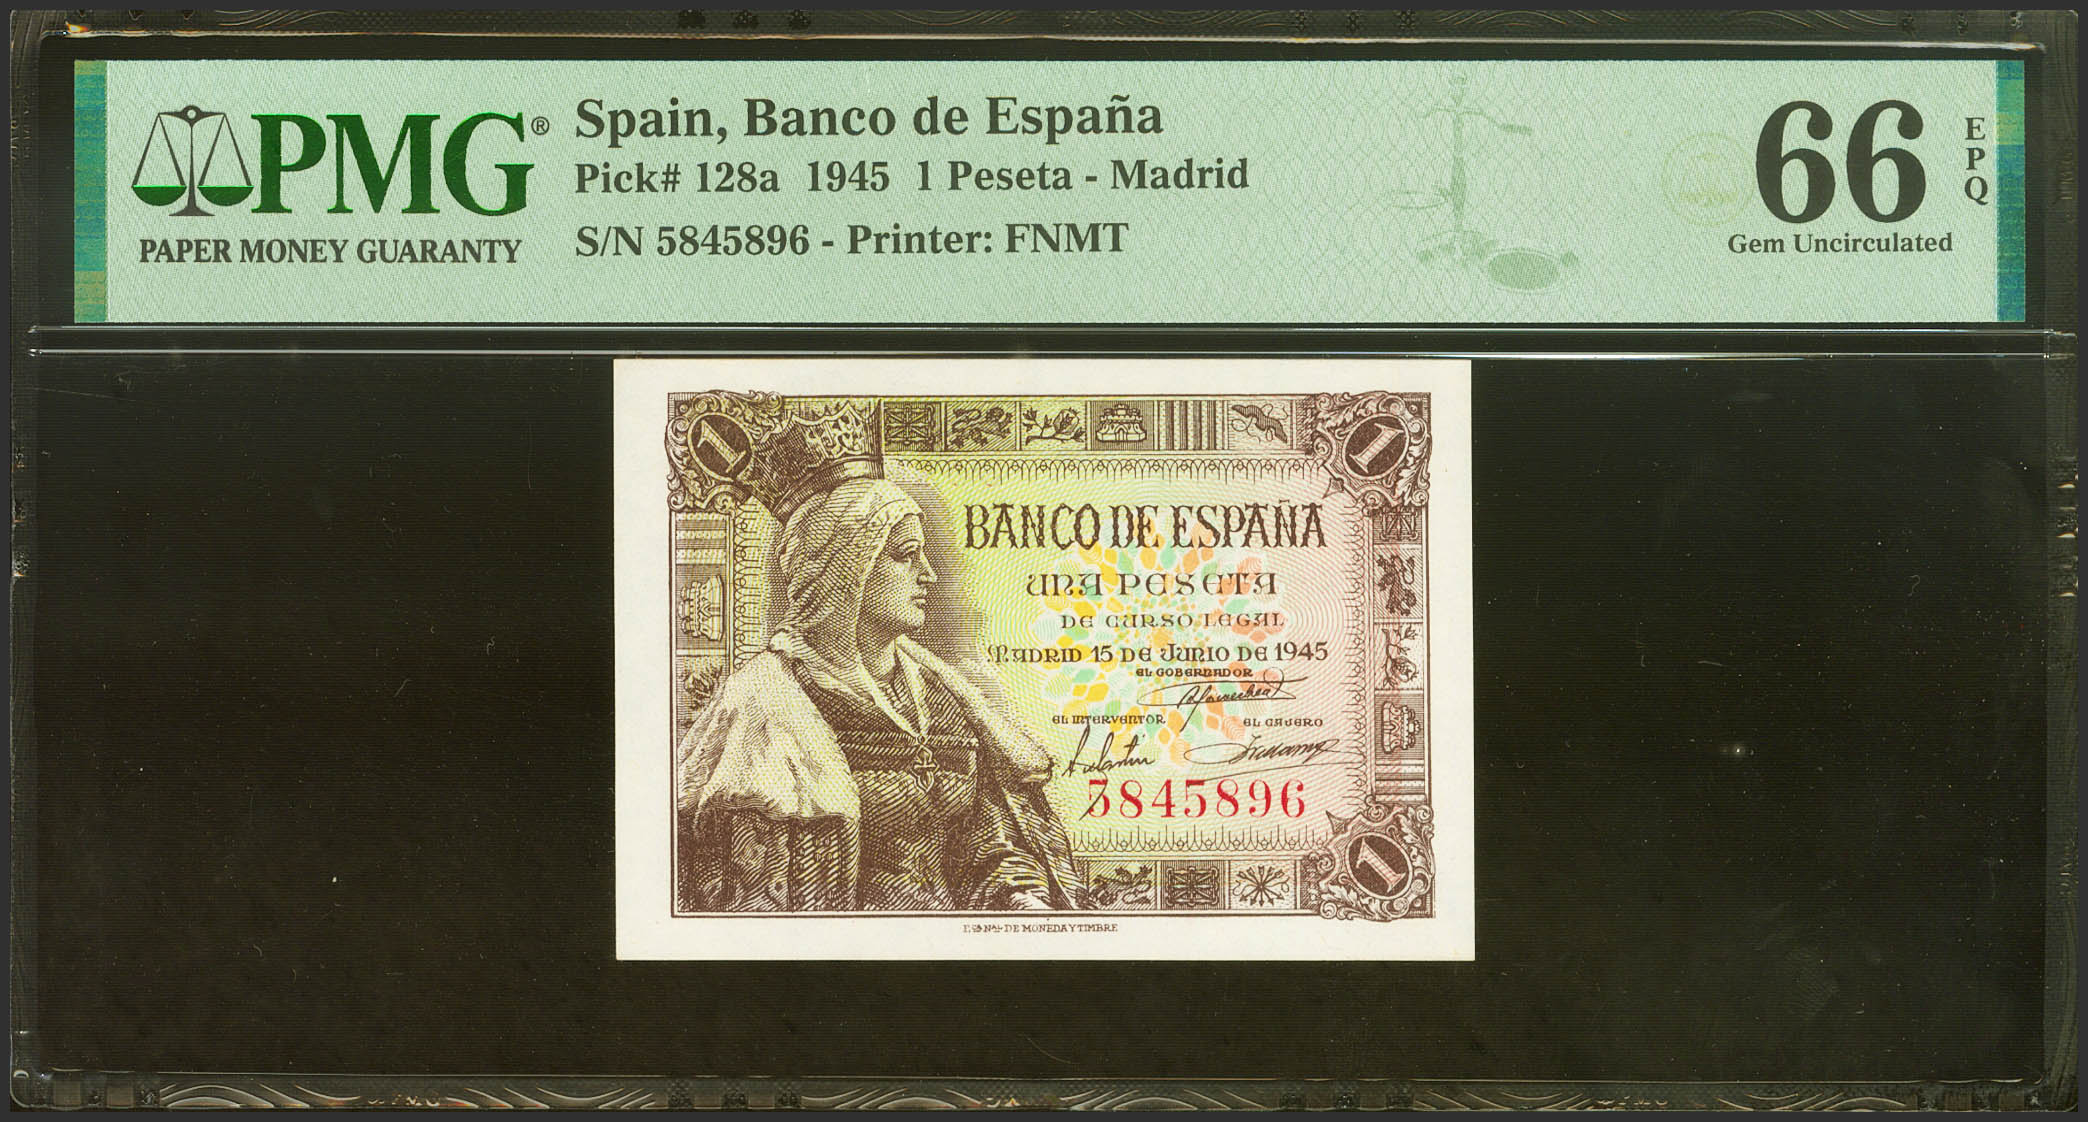 PMG®
PAPER MONEY GUARANTY
Spain, Banco de España
Pick# 128a 1945 1 Peseta - Madrid
S/N 5845896 - Printer: FNMT
66
EPQ
Gem Uncirculated
1
1
BANCO DE ESPAÑA
UNA PESETA
DE CURSO LEGAL
MADRID 15 DE JUNIO DE 1945
EL GOBERNADOR
EL INTERVENTOR EL CAJERO
5845896
1
DE MONEDA Y TIMBRE